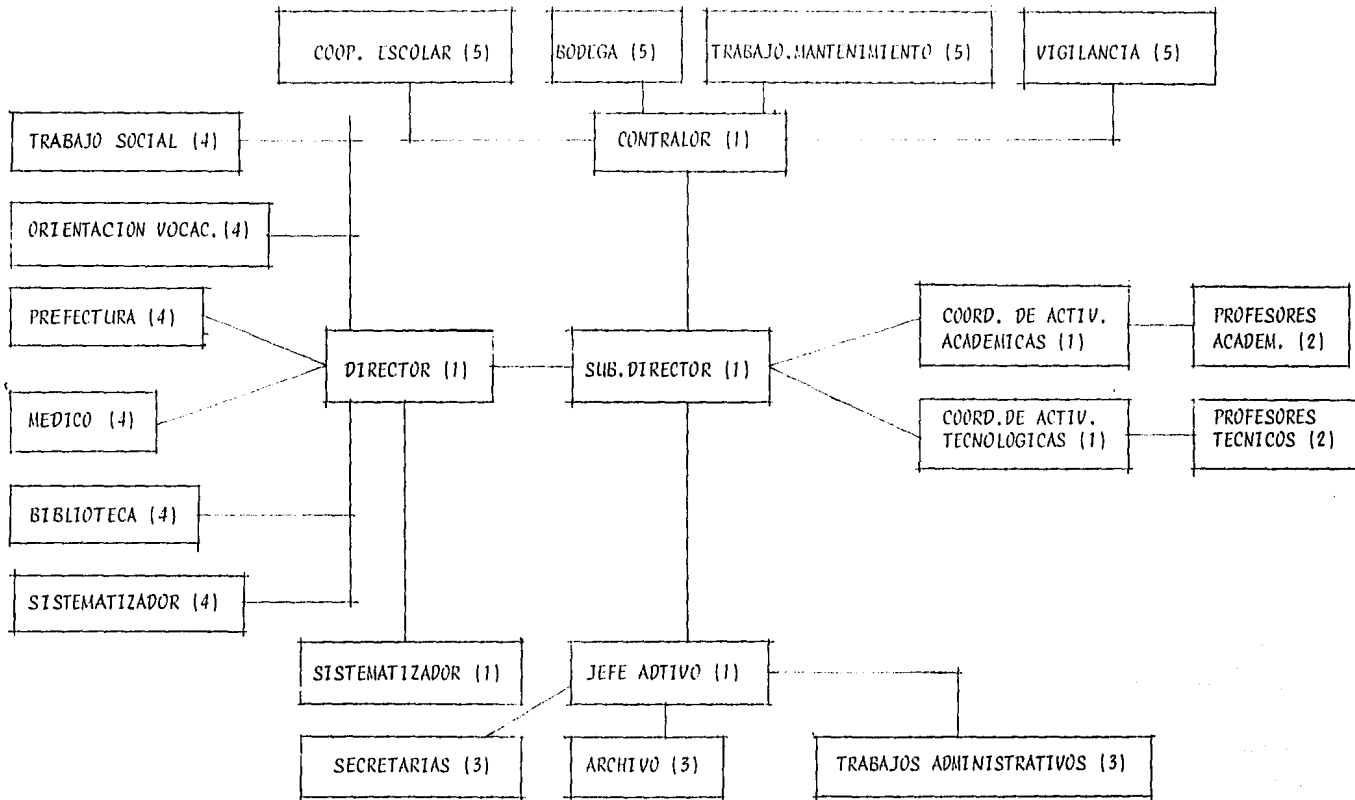 COOP. ESCOLAR (5)
BODEGA (5)
TRABAJO.MANTENIMIENTO (5)
VIGILANCIA (5)
TRABAJO SOCIAL (4)
CONTRALOR (1)
ORIENTACION VOCAC. (4)
PREFECTURA (4)
COORD. DE ACTIV.
ACADEMICAS (1)
PROFESORES
ACADEM. (2)
DIRECTOR (1)
SUB.DIRECTOR (1)
MEDICO (4)
COORD.DE ACTIV.
TECNOLOGICAS (1)
PROFESORES
TECNICOS (2)
BIBLIOTECA (4)
SISTEMATIZADOR (4)
SISTEMATIZADOR (1)
JEFE ADTIVO (1)
SECRETARIAS (3)
ARCHIVO (3)
TRABAJOS ADMINISTRATIVOS (3)